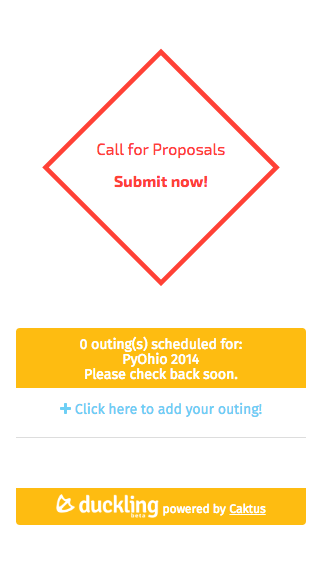 Call for Proposals
Submit now!
0 outing(s) scheduled for:
PyOhio 2014
Please check back soon.
+ Click here to add your outing!
duckling beta powered by Caktus